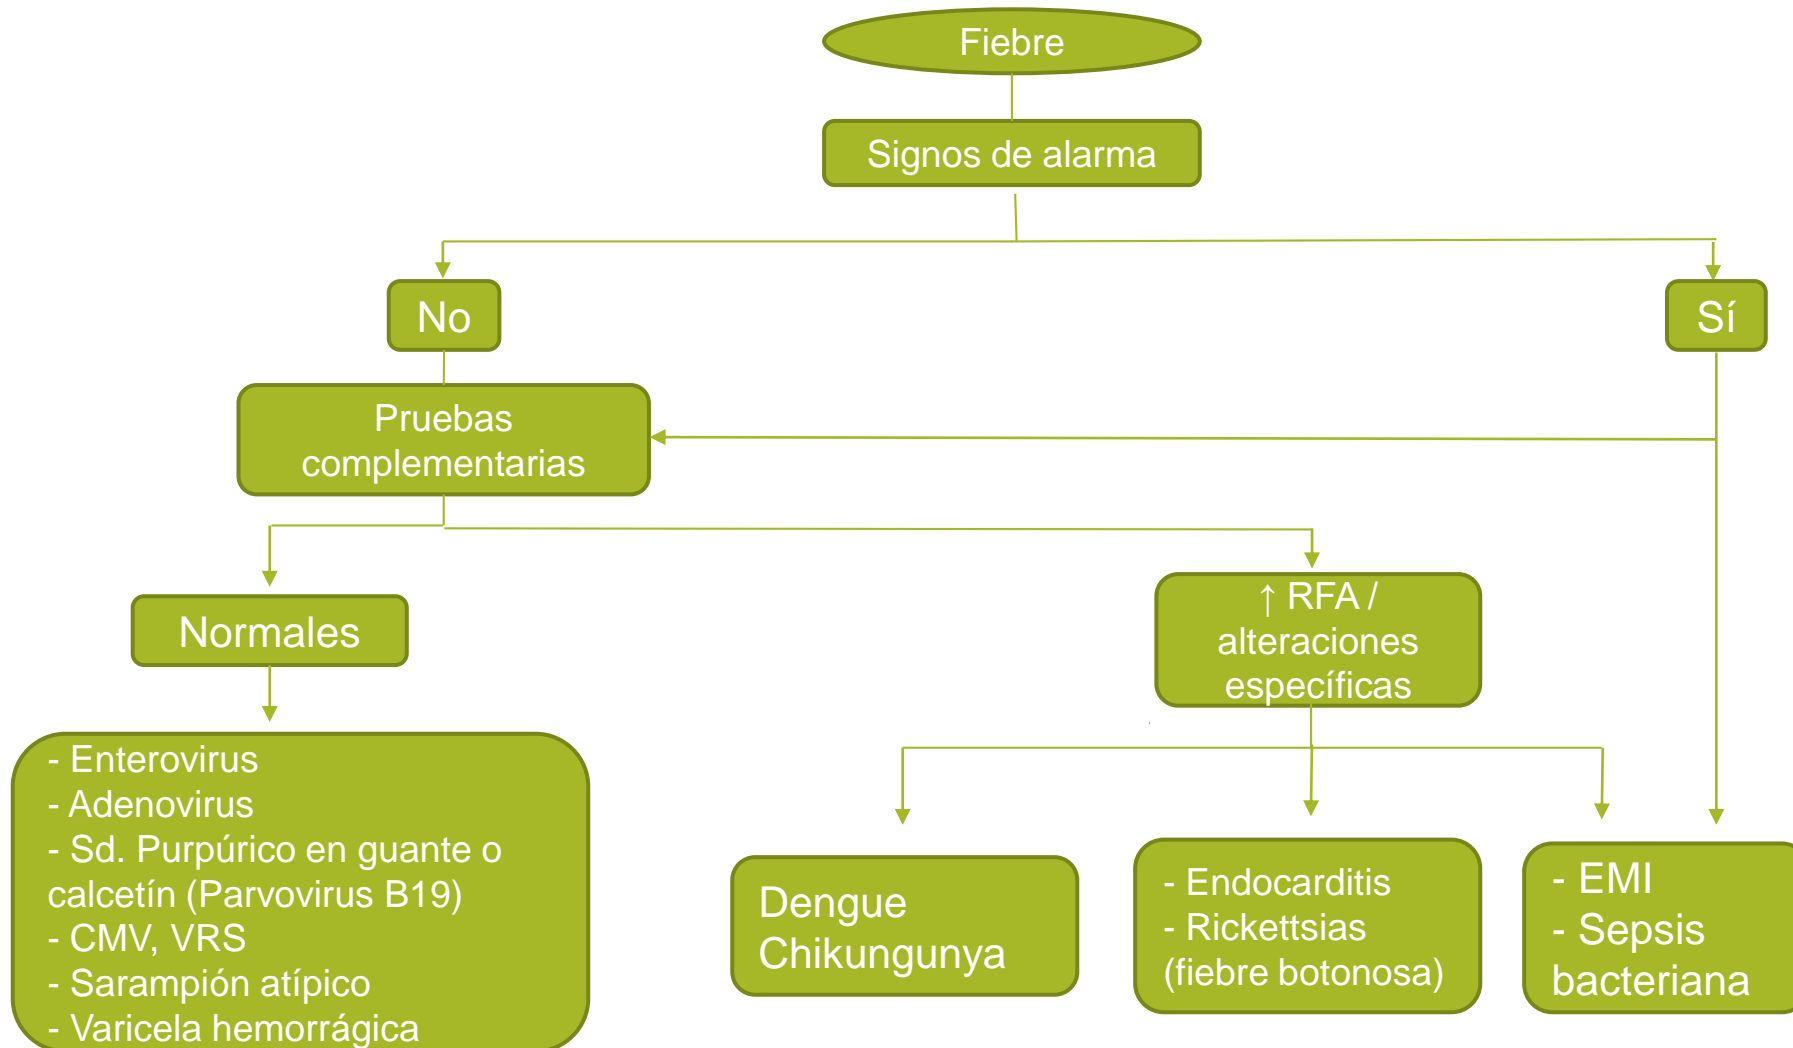 Fiebre
Signos de alarma
No
Sí
Pruebas
complementarias
Normales
↑ RFA /
alteraciones
específicas
- Enterovirus
- Adenovirus
- Sd. Purpúrico en guante o
calcetín (Parvovirus B19)
- CMV, VRS
- Sarampión atípico
- Varicela hemorrágica
Dengue
Chikungunya
- Endocarditis
- Rickettsias
(fiebre botonosa)
- EMI
- Sepsis
bacteriana